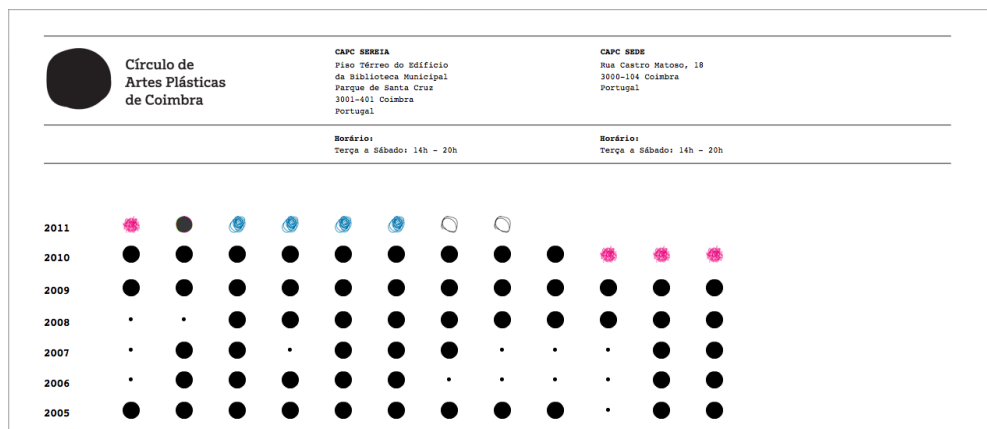 Círculo de
Artes Plásticas
de Coimbra
CAPC SEREIA
Piso Térreo do Edifício
da Biblioteca Municipal
Parque de Santa Cruz
3001-401 Coimbra
Portugal
CAPC SEDE
Rua Castro Matoso, 18
3000-104 Coimbra
Portugal
Horário:
Terça a Sábado: 14h - 20h
Horário:
Terça a Sábado: 14h - 20h
2011
2010
2009
2008
2007
2006
2005